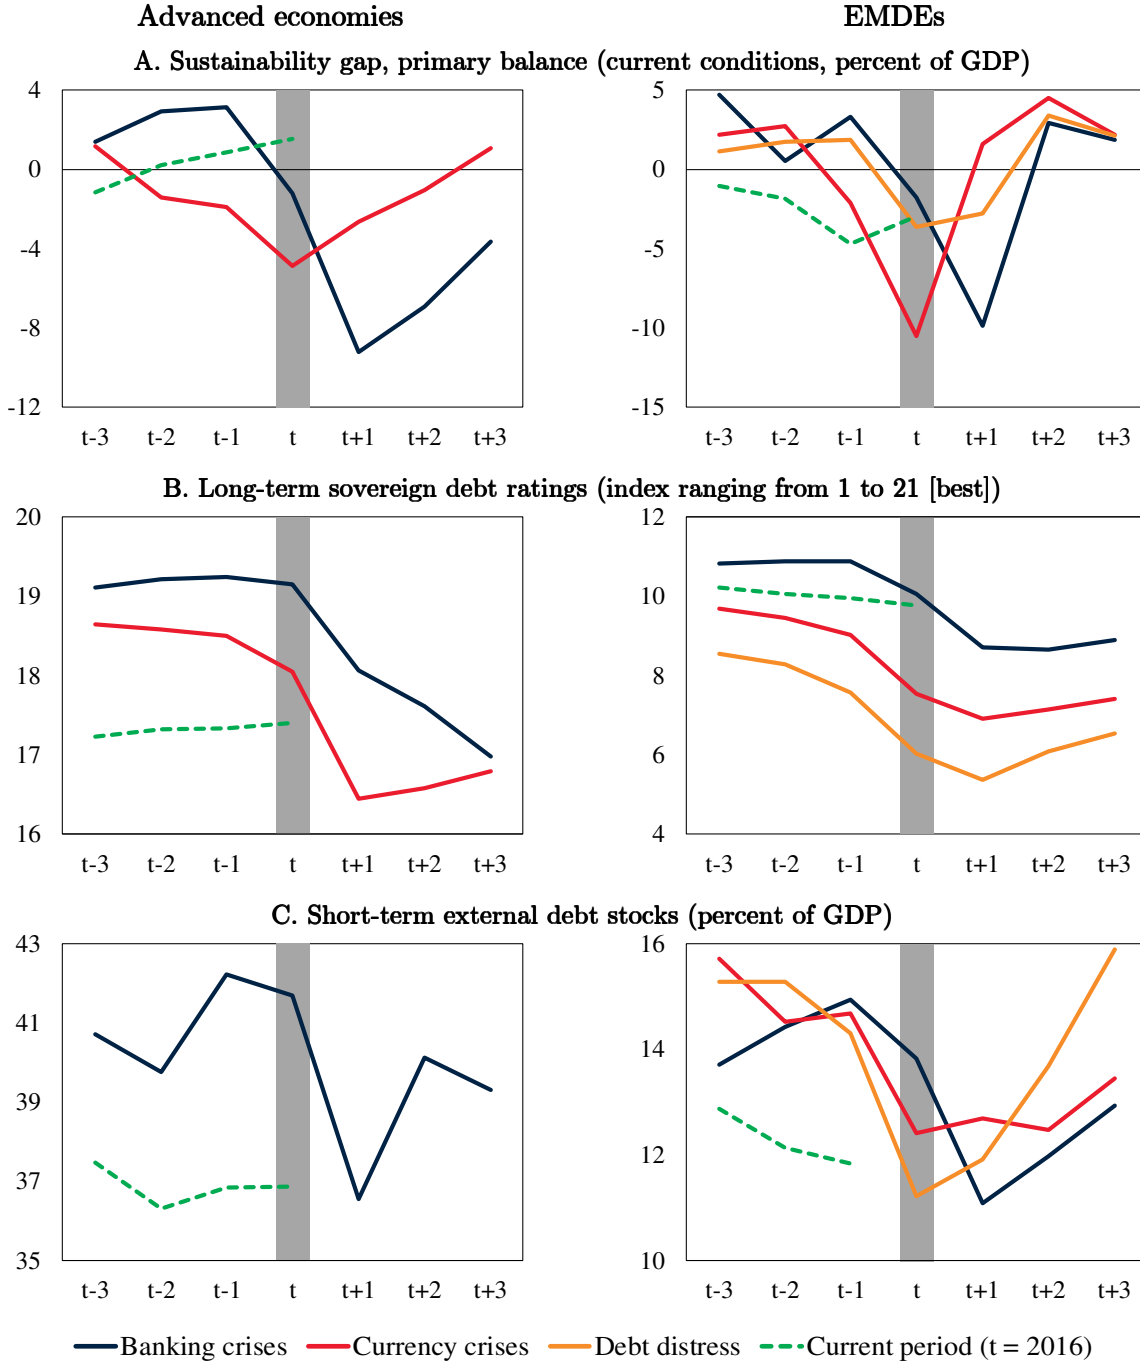 Advanced economies EMDEs
A. Sustainability gap, primary balance (current conditions, percent of GDP)
4 5
0 0
-4 -5
-8 -10
-12 -15
t-3 t-2 t-1 t t+1 t+2 t+3 t-3 t-2 t-1 t t+1 t+2 t+3
B. Long-term sovereign debt ratings (index ranging from 1 to 21 [best])
20 12
19 10
18 8
17 6
16 4
t-3 t-2 t-1 t t+1 t+2 t+3 t-3 t-2 t-1 t t+1 t+2 t+3
C. Short-term external debt stocks (percent of GDP)
43 16
41 14
39
37 12
35 10
t-3 t-2 t-1 t t+1 t+2 t+3 t-3 t-2 t-1 t t+1 t+2 t+3
Banking crises Currency crises Debt distress Current period (t = 2016)